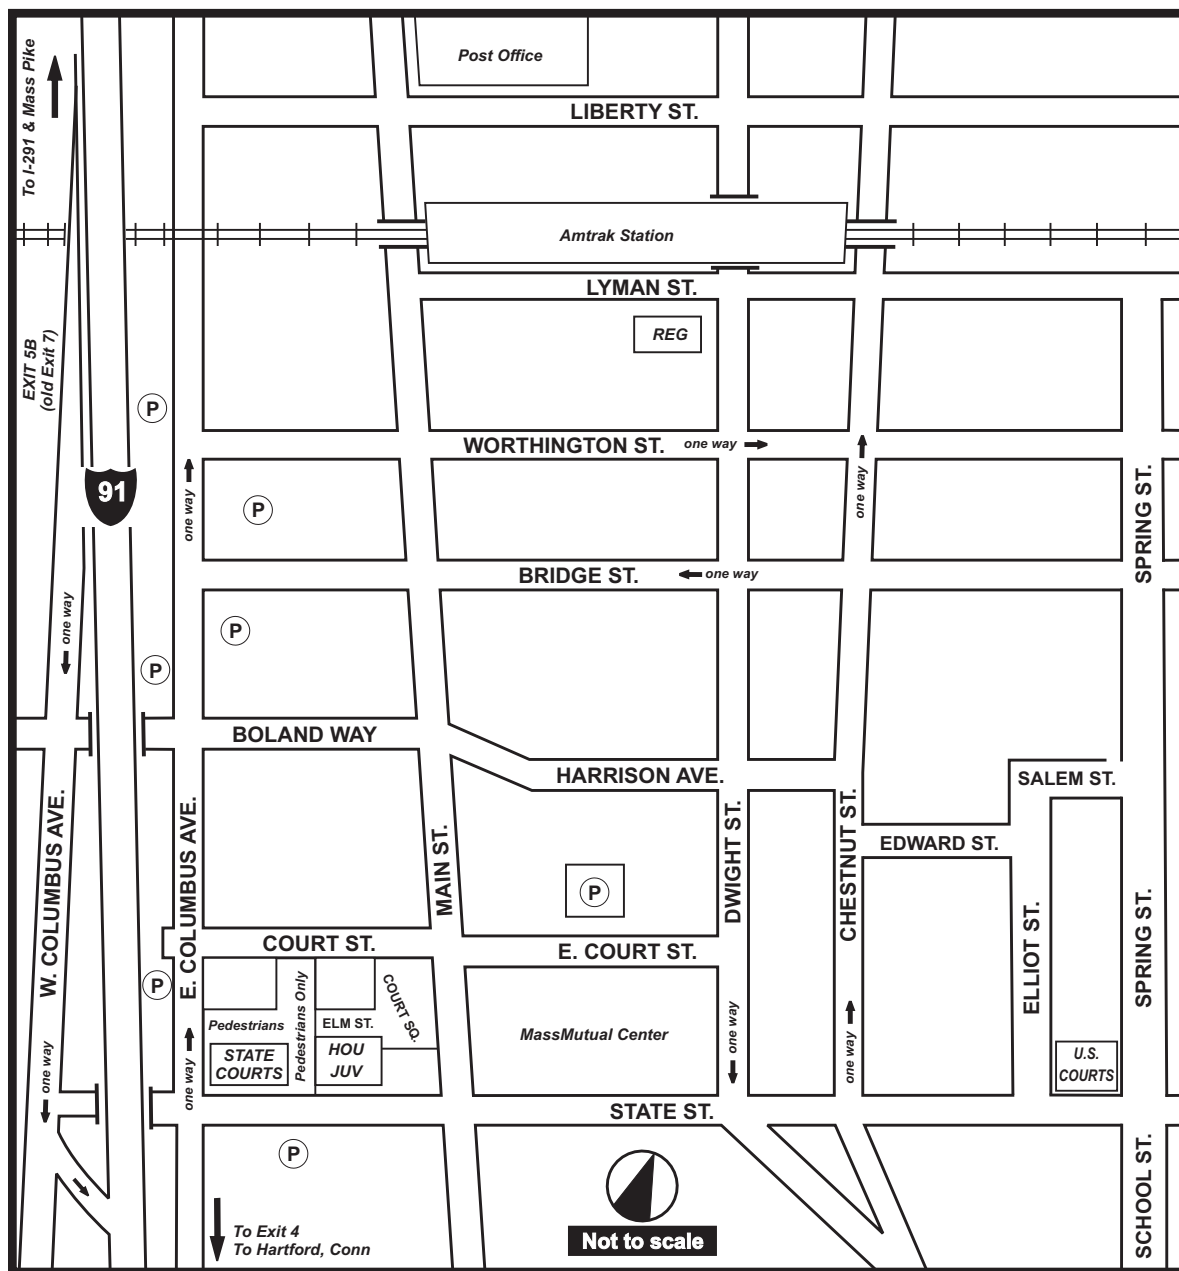 Post Office
To I-291 & Mass Pike
LIBERTY ST.
Amtrak Station
LYMAN ST.
REG
EXIT 5B
(old Exit 7)
P
WORTHINGTON ST.
one way
91
one way
P
one way
SPRING ST.
BRIDGE ST.
one way
one way
P
P
BOLAND WAY
HARRISON AVE.
SALEM ST.
W. COLUMBUS AVE.
E. COLUMBUS AVE.
MAIN ST.
DWIGHT ST.
CHESTNUT ST.
EDWARD ST.
P
ELLIOT ST.
SPRING ST.
COURT ST.
E. COURT ST.
P
Pedestrians Only
COURT SQ.
Pedestrians
ELM ST.
MassMutual Center
STATE
COURTS
HOU
JUV
U.S.
COURTS
one way
one way
one way
one way
STATE ST.
P
SCHOOL ST.
To Exit 4
To Hartford, Conn
Not to scale